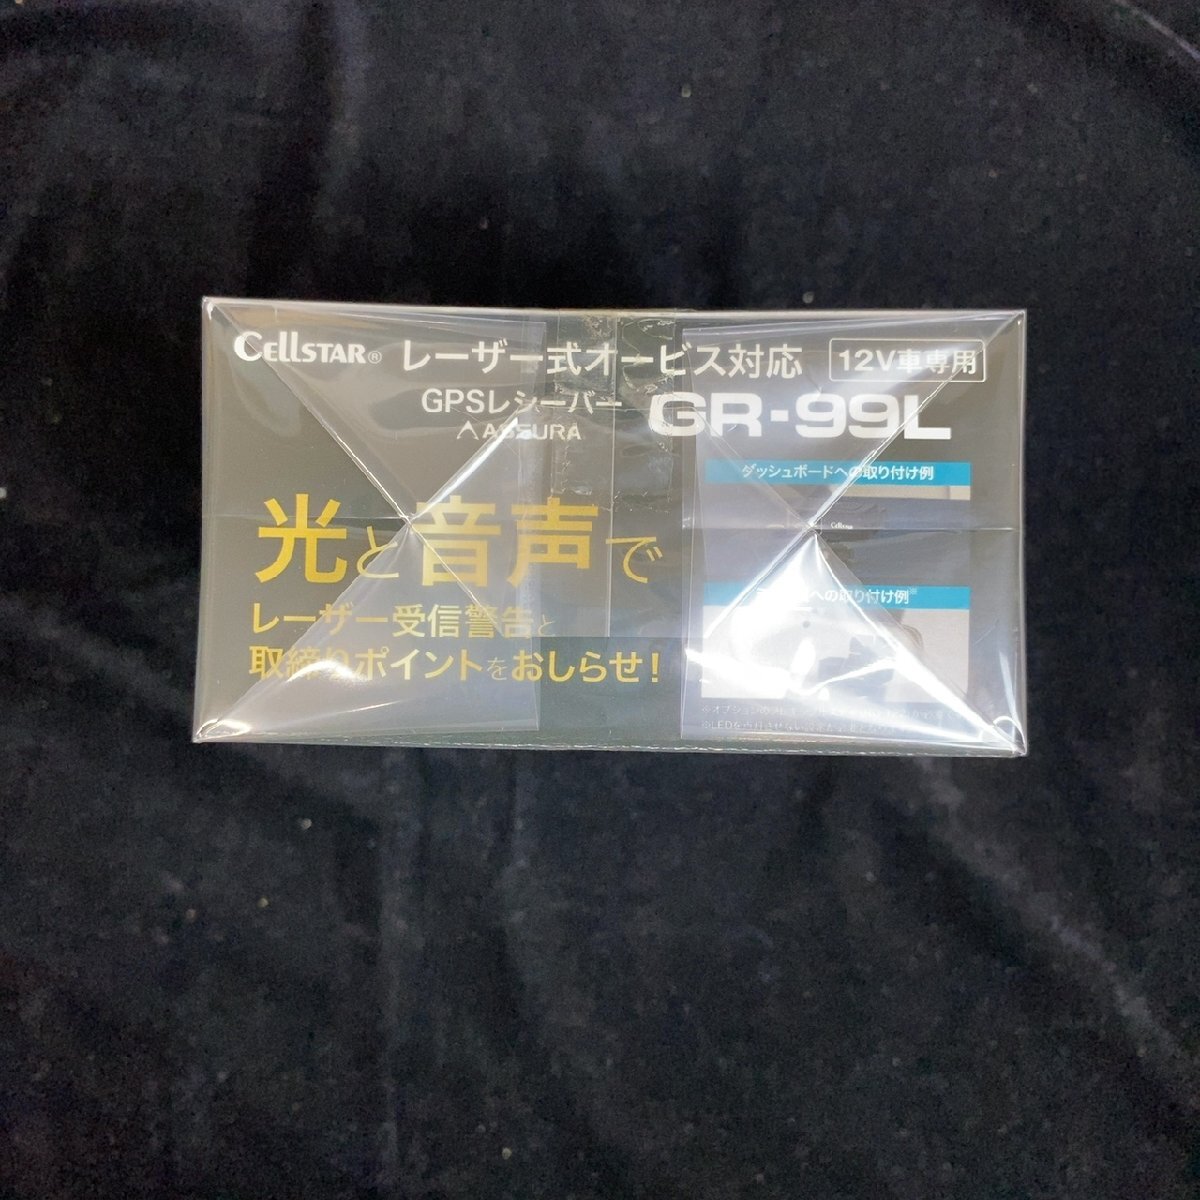 CELLSTAR® レーザー式オービス対応 12V車専用
GPSレシーバー GR-99L
ASSURA
ダッシュボードへの取り付け例
光と音声で
への取り付け例※
レーザー受信警告と
取締りポイントをおしらせ!